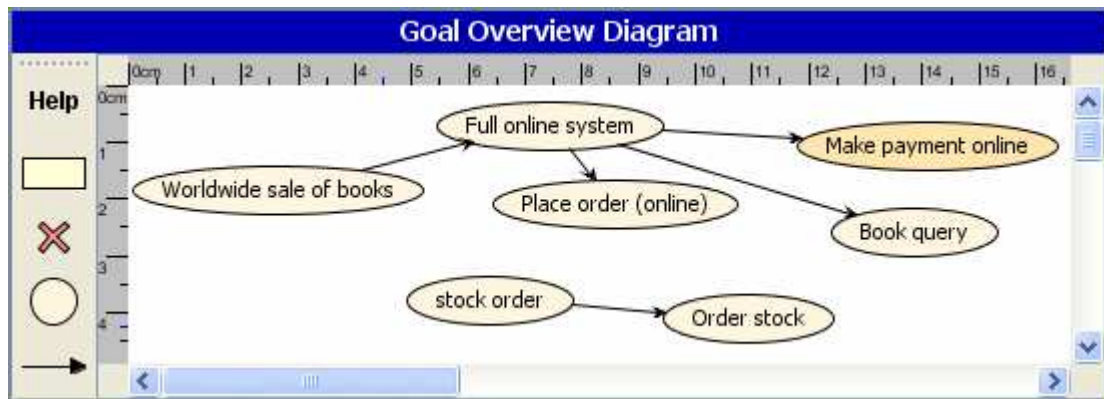 Goal Overview Diagram
Help
0cm 1 2 3 4 5 6 7 8 9 10 11 12 13 14 15 16
0cm
1
2
3
4
Full online system
Make payment online
Worldwide sale of books
Place order (online)
Book query
stock order
Order stock